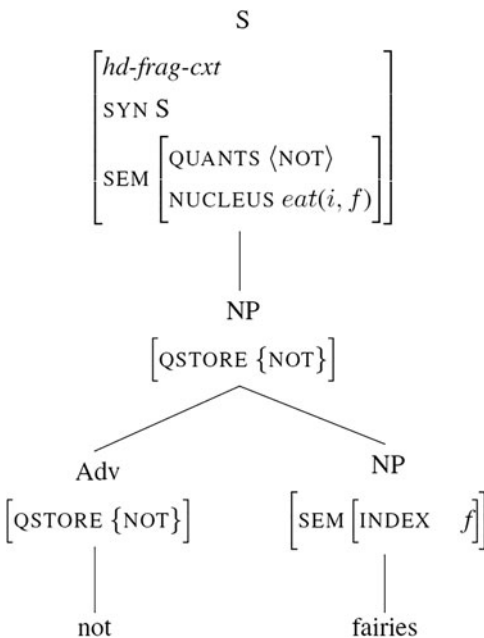 S
hd-frag-cxt
SYN S
SEM [QUANTS ⟨NOT⟩
NUCLEUS eat(i, f)]
NP
[QSTORE {NOT}]
Adv NP
[QSTORE {NOT}] [SEM [INDEX f]]
not fairies